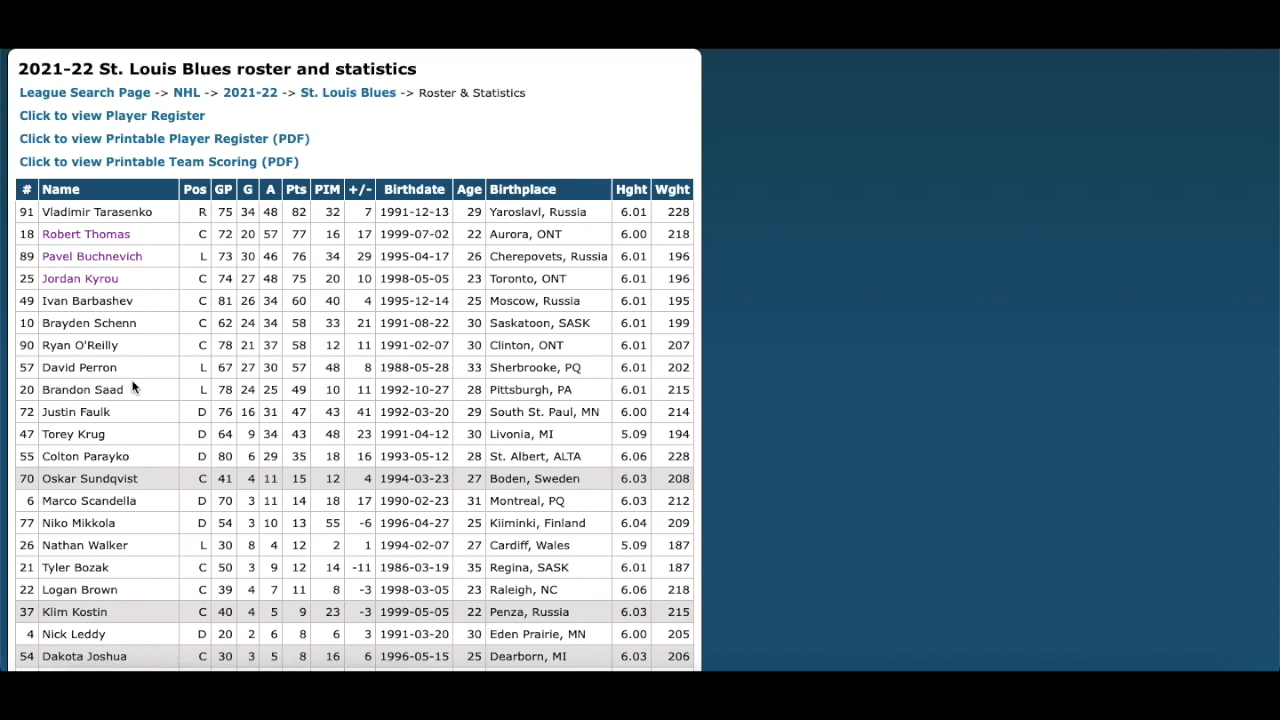 2021-22 St. Louis Blues roster and statistics
League Search Page -> NHL -> 2021-22 -> St. Louis Blues -> Roster & Statistics
Click to view Player Register
Click to view Printable Player Register (PDF)
Click to view Printable Team Scoring (PDF)
# Name Pos GP G A Pts PIM +/- Birthdate Age Birthplace Hght Wght
91 Vladimir Tarasenko R 75 34 48 82 32 7 1991-12-13 29 Yaroslavl, Russia 6.01 228
18 Robert Thomas C 72 20 57 77 16 17 1999-07-02 22 Aurora, ONT 6.00 218
89 Pavel Buchnevich L 73 30 46 76 34 29 1995-04-17 26 Cherepovets, Russia 6.01 196
25 Jordan Kyrou C 74 27 48 75 20 10 1998-05-05 23 Toronto, ONT 6.01 196
49 Ivan Barbashev C 81 26 34 60 40 4 1995-12-14 25 Moscow, Russia 6.01 195
10 Brayden Schenn C 62 24 34 58 33 21 1991-08-22 30 Saskatoon, SASK 6.01 199
90 Ryan O'Reilly C 78 21 37 58 12 11 1991-02-07 30 Clinton, ONT 6.01 207
57 David Perron L 67 27 30 57 48 8 1988-05-28 33 Sherbrooke, PQ 6.01 202
20 Brandon Saad L 78 24 25 49 10 11 1992-10-27 28 Pittsburgh, PA 6.01 215
72 Justin Faulk D 76 16 31 47 43 41 1992-03-20 29 South St. Paul, MN 6.00 214
47 Torey Krug D 64 9 34 43 48 23 1991-04-12 30 Livonia, MI 5.09 194
55 Colton Parayko D 80 6 29 35 18 16 1993-05-12 28 St. Albert, ALTA 6.06 228
70 Oskar Sundqvist C 41 4 11 15 12 4 1994-03-23 27 Boden, Sweden 6.03 208
6 Marco Scandella D 70 3 11 14 18 17 1990-02-23 31 Montreal, PQ 6.03 212
77 Niko Mikkola D 54 3 10 13 55 -6 1996-04-27 25 Kiiminki, Finland 6.04 209
26 Nathan Walker L 30 8 4 12 2 1 1994-02-07 27 Cardiff, Wales 5.09 187
21 Tyler Bozak C 50 3 9 12 14 -11 1986-03-19 35 Regina, SASK 6.01 187
22 Logan Brown C 39 4 7 11 8 -3 1998-03-05 23 Raleigh, NC 6.06 218
37 Klim Kostin C 40 4 5 9 23 -3 1999-05-05 22 Penza, Russia 6.03 215
4 Nick Leddy D 20 2 6 8 6 3 1991-03-20 30 Eden Prairie, MN 6.00 205
54 Dakota Joshua C 30 3 5 8 16 6 1996-05-15 25 Dearborn, MI 6.03 206